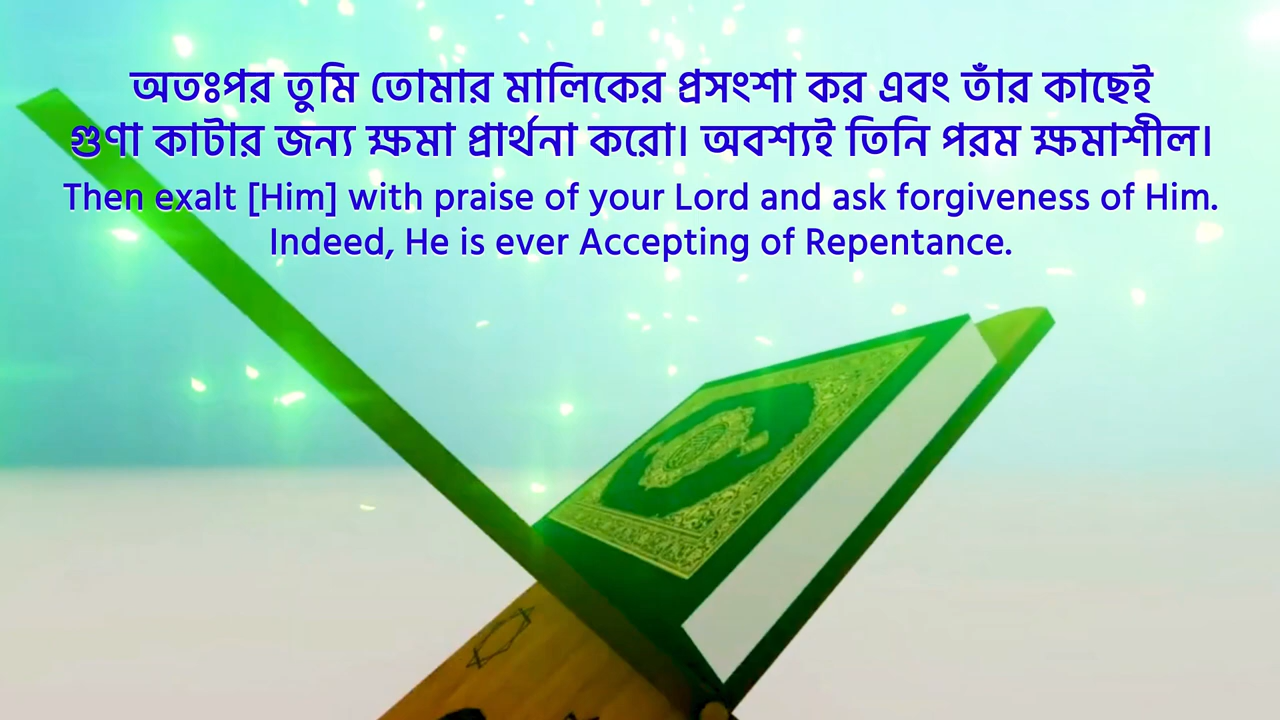 অতঃপর তুমি তোমার মালিকের প্রসংশা কর এবং তাঁর কাছেই
গুণা কাটার জন্য ক্ষমা প্রার্থনা করো। অবশ্যই তিনি পরম ক্ষমাশীল।
Then exalt [Him] with praise of your Lord and ask forgiveness of Him.
Indeed, He is ever Accepting of Repentance.